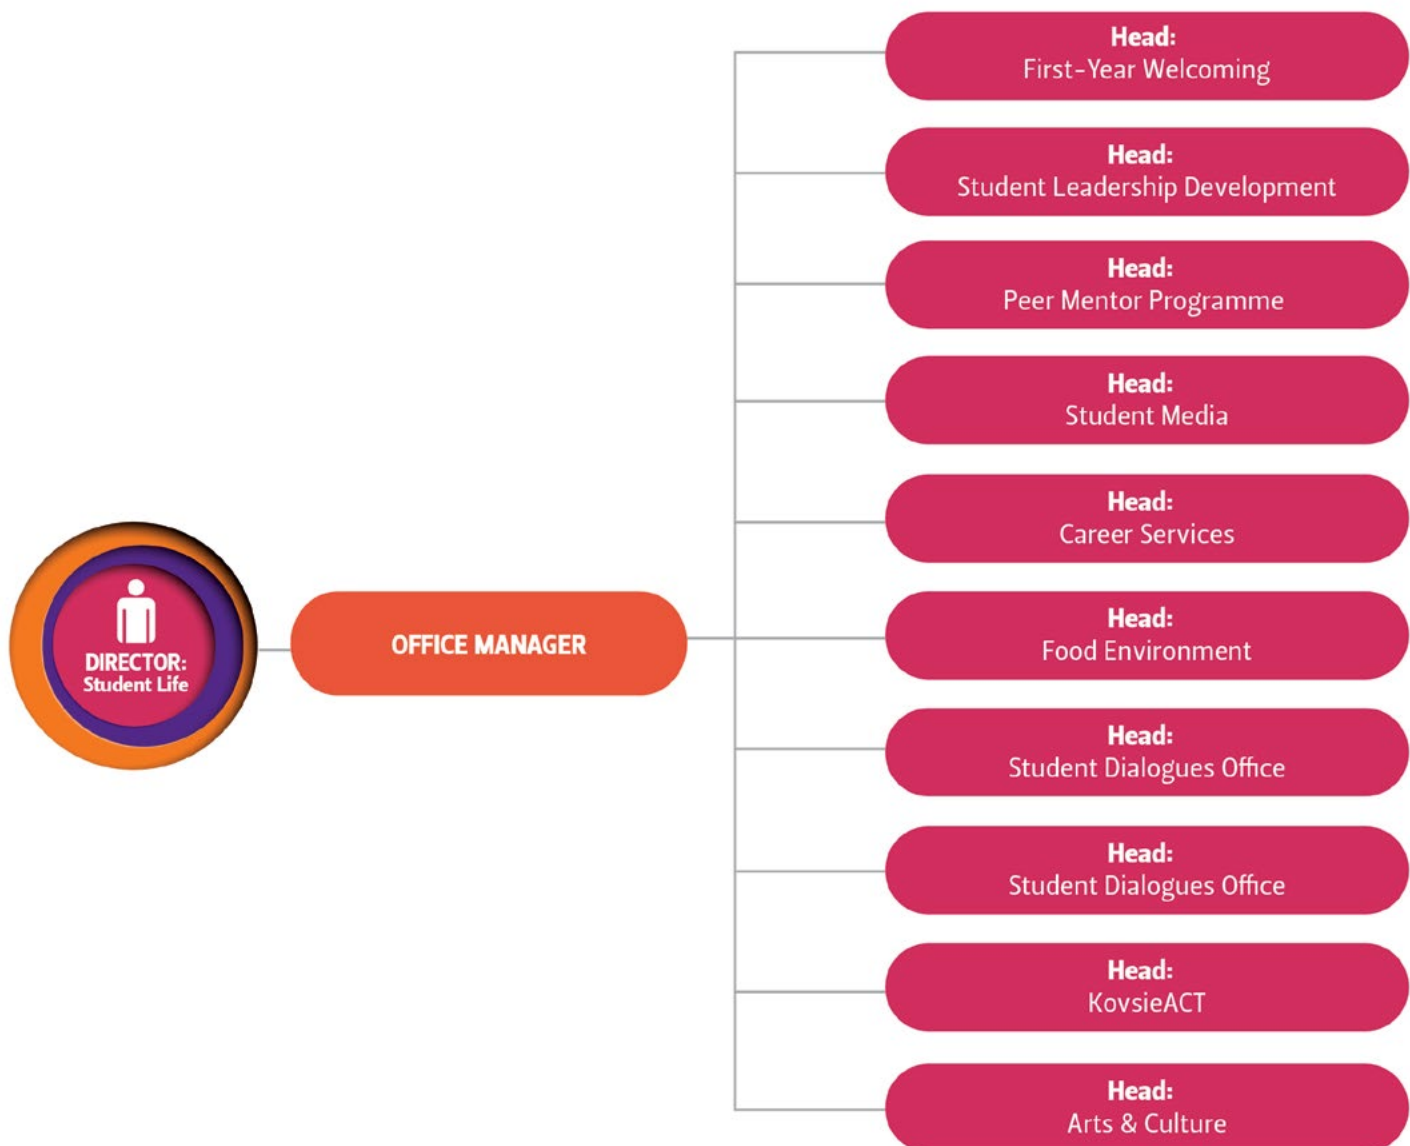 Head:
First-Year Welcoming
Head:
Student Leadership Development
Head:
Peer Mentor Programme
Head:
Student Media
Head:
Career Services
DIRECTOR:
Student Life
OFFICE MANAGER
Head:
Food Environment
Head:
Student Dialogues Office
Head:
Student Dialogues Office
Head:
KovsieACT
Head:
Arts & Culture